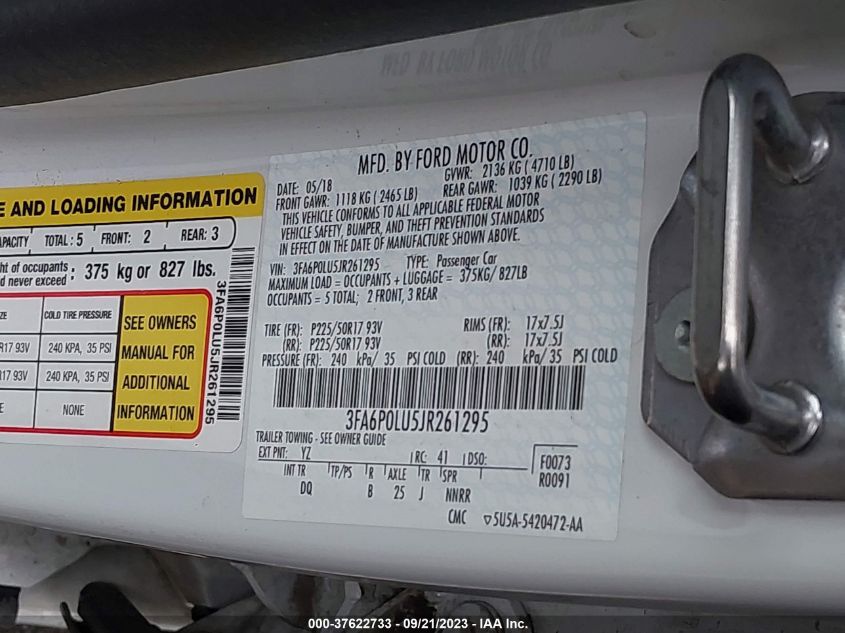 MFD. BY FORD MOTOR CO.
DATE: 05/18 GVWR: 2136 KG ( 4710 LB)
FRONT GAWR: 1118 KG ( 2465 LB) REAR GAWR: 1039 KG ( 2290 LB)
THIS VEHICLE CONFORMS TO ALL APPLICABLE FEDERAL MOTOR
VEHICLE SAFETY, BUMPER, AND THEFT PREVENTION STANDARDS
IN EFFECT ON THE DATE OF MANUFACTURE SHOWN ABOVE.
VIN: 3FA6P0LU5JR261295 TYPE: Passenger Car
MAXIMUM LOAD = OCCUPANTS + LUGGAGE = 375KG/ 827LB
OCCUPANTS = 5 TOTAL; 2 FRONT, 3 REAR
TIRE (FR): P225/50R17 93V RIMS (FR): 17x7.5J
(RR): P225/50R17 93V (RR): 17x7.5J
PRESSURE (FR): 240 kPa/ 35 PSI COLD (RR): 240 kPa/ 35 PSI COLD
3FA6P0LU5JR261295
TRAILER TOWING - SEE OWNER GUIDE
EXT PNT: YZ RC: 41 DSO: F0073
INT TR TP/PS R AXLE TR SPR R0091
DQ B 25 J NNRR
CMC ▽5U5A-5420472-AA
E AND LOADING INFORMATION
APACITY TOTAL : 5 FRONT: 2 REAR: 3
ht of occupants
d never exceed : 375 kg or 827 lbs.
ZE COLD TIRE PRESSURE
R17 93V 240 KPA, 35 PSI
R17 93V 240 KPA, 35 PSI
E NONE
SEE OWNERS
MANUAL FOR
ADDITIONAL
INFORMATION
3FA6P0LU5JR261295
000-37622733 - 09/21/2023 - IAA Inc.